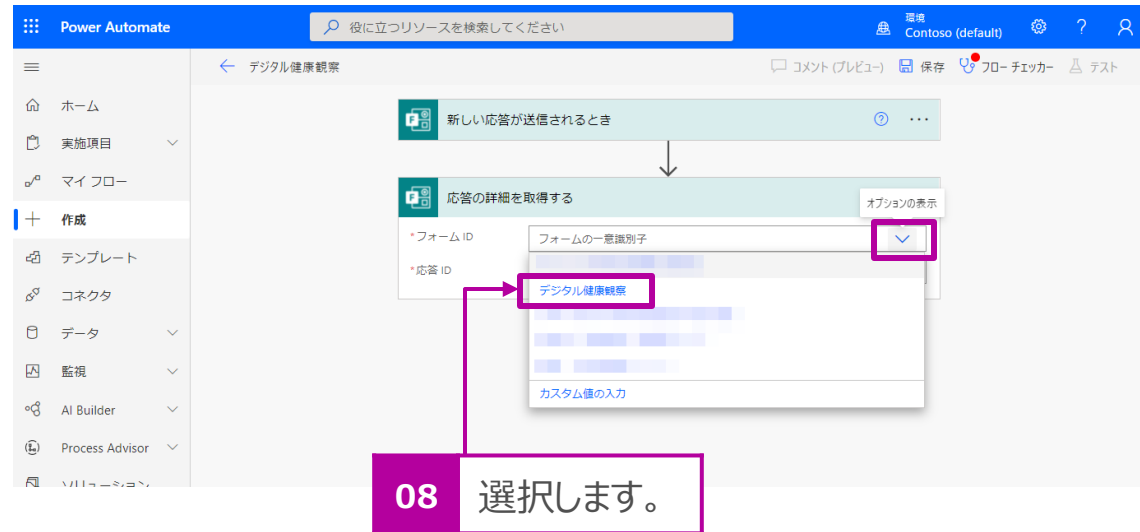 Power Automate
役に立つリソースを検索してください
環境
Contoso (default)
?
デジタル健康観察
コメント (プレビュー)
保存
フロー チェッカー
テスト
ホーム
実施項目
マイ フロー
作成
テンプレート
コネクタ
データ
監視
AI Builder
Process Advisor
ソリューション
新しい応答が送信されるとき
応答の詳細を取得する
オプションの表示
*フォーム ID
フォームの一意識別子
*応答 ID
デジタル健康観察
カスタム値の入力
08 選択します。